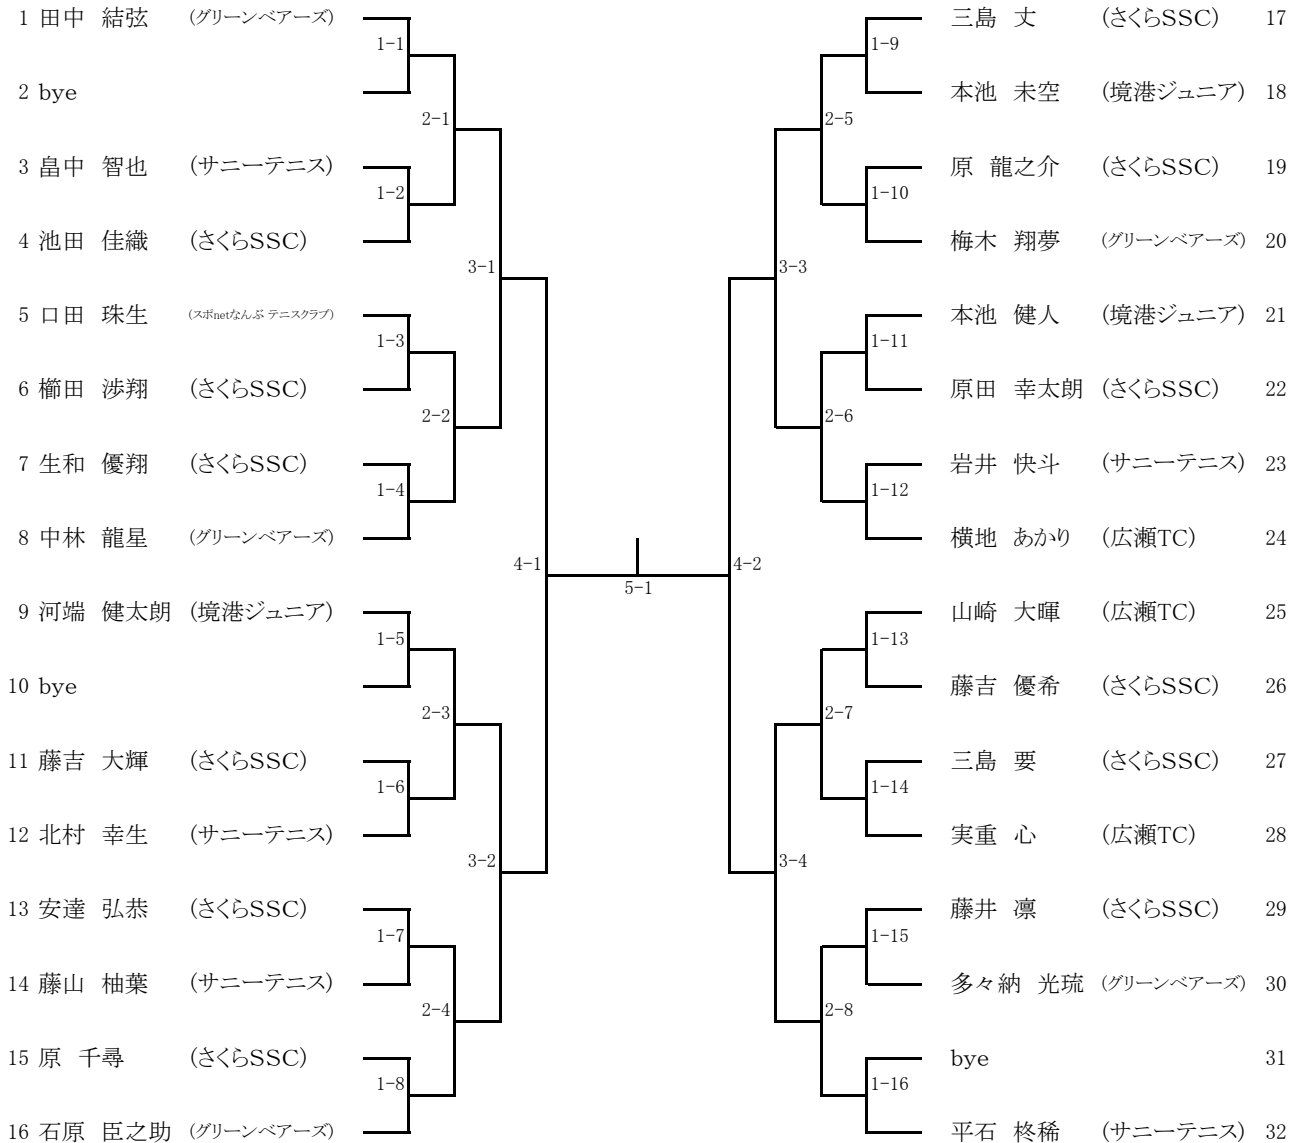 1 田中 結弦 (グリーンベアーズ)
1-1
2 bye
2-1
3 畠中 智也 (サニーテニス)
1-2
4 池田 佳織 (さくらSSC)
3-1
5 口田 珠生 (スポnetなんぶ テニスクラブ)
1-3
6 櫛田 渉翔 (さくらSSC)
2-2
7 生和 優翔 (さくらSSC)
1-4
8 中林 龍星 (グリーンベアーズ)
4-1
9 河端 健太朗 (境港ジュニア)
1-5
10 bye
2-3
11 藤吉 大輝 (さくらSSC)
1-6
12 北村 幸生 (サニーテニス)
3-2
13 安達 弘恭 (さくらSSC)
1-7
14 藤山 柚葉 (サニーテニス)
2-4
15 原 千尋 (さくらSSC)
1-8
16 石原 臣之助 (グリーンベアーズ)
5-1
三島 丈 (さくらSSC) 17
1-9
本池 未空 (境港ジュニア) 18
2-5
原 龍之介 (さくらSSC) 19
1-10
梅木 翔夢 (グリーンベアーズ) 20
3-3
本池 健人 (境港ジュニア) 21
1-11
原田 幸太朗 (さくらSSC) 22
2-6
岩井 快斗 (サニーテニス) 23
1-12
横地 あかり (広瀬TC) 24
4-2
山崎 大暉 (広瀬TC) 25
1-13
藤吉 優希 (さくらSSC) 26
2-7
三島 要 (さくらSSC) 27
1-14
実重 心 (広瀬TC) 28
3-4
藤井 凛 (さくらSSC) 29
1-15
多々納 光琉 (グリーンベアーズ) 30
2-8
bye 31
1-16
平石 柊稀 (サニーテニス) 32